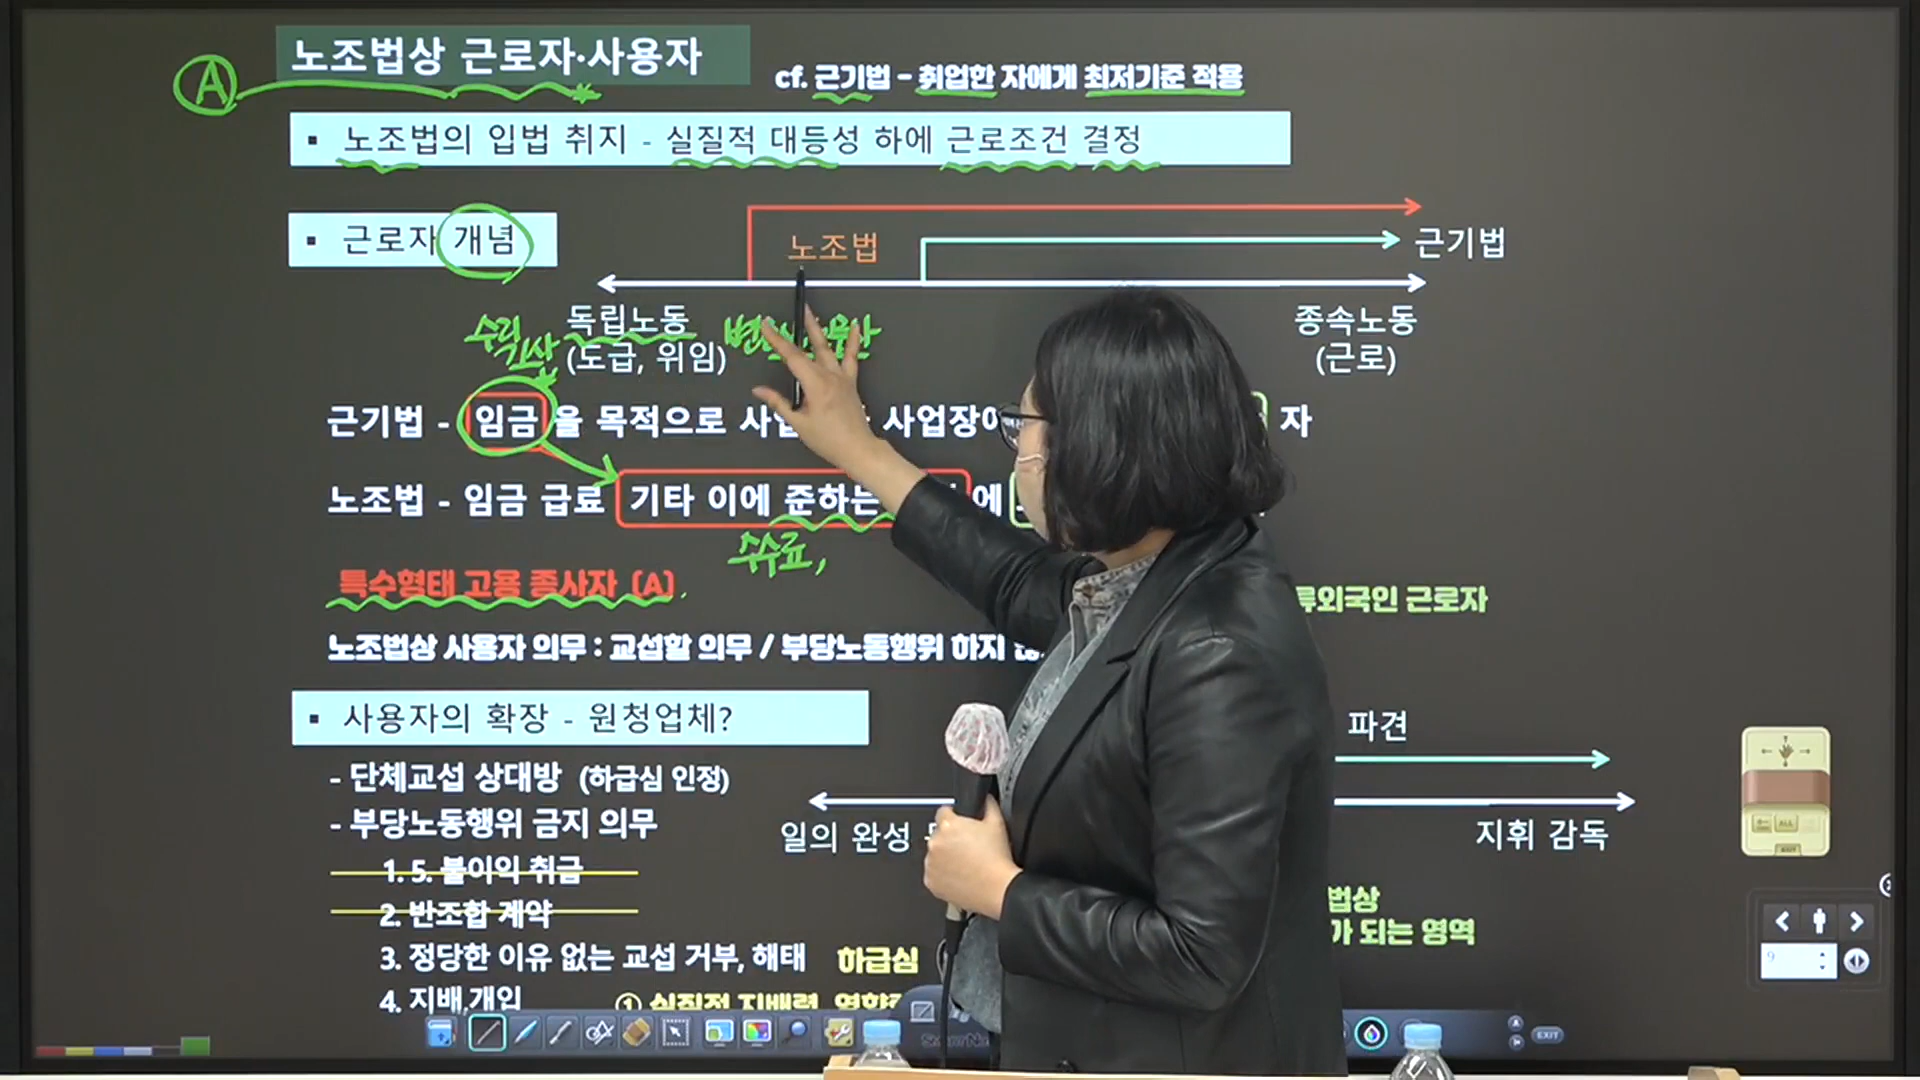 노조법상 근로자·사용자
A
cf. 근기법 - 취업한 자에게 최저기준 적용
▪ 노조법의 입법 취지 - 실질적 대등성 하에 근로조건 결정
▪ 근로자 개념
노조법
근기법
독립노동
(도급, 위임)
종속노동
(근로)
근기법 - 임금을 목적으로 사업 사업장에 자
노조법 - 임금 급료 기타 이에 준하는 에
수수료,
특수형태 고용 종사자 (A)
류외국인 근로자
노조법상 사용자 의무 : 교섭할 의무 / 부당노동행위 하지
▪ 사용자의 확장 - 원청업체?
파견
- 단체교섭 상대방 (하급심 인정)
- 부당노동행위 금지 의무
일의 완성
지휘 감독
1. 5. 불이익 취급
2. 반조합 계약
법상
가 되는 영역
3. 정당한 이유 없는 교섭 거부, 해태 하급심
4. 지배,개입 ① 실질적 지배력
9
ALL
EXIT
EXIT